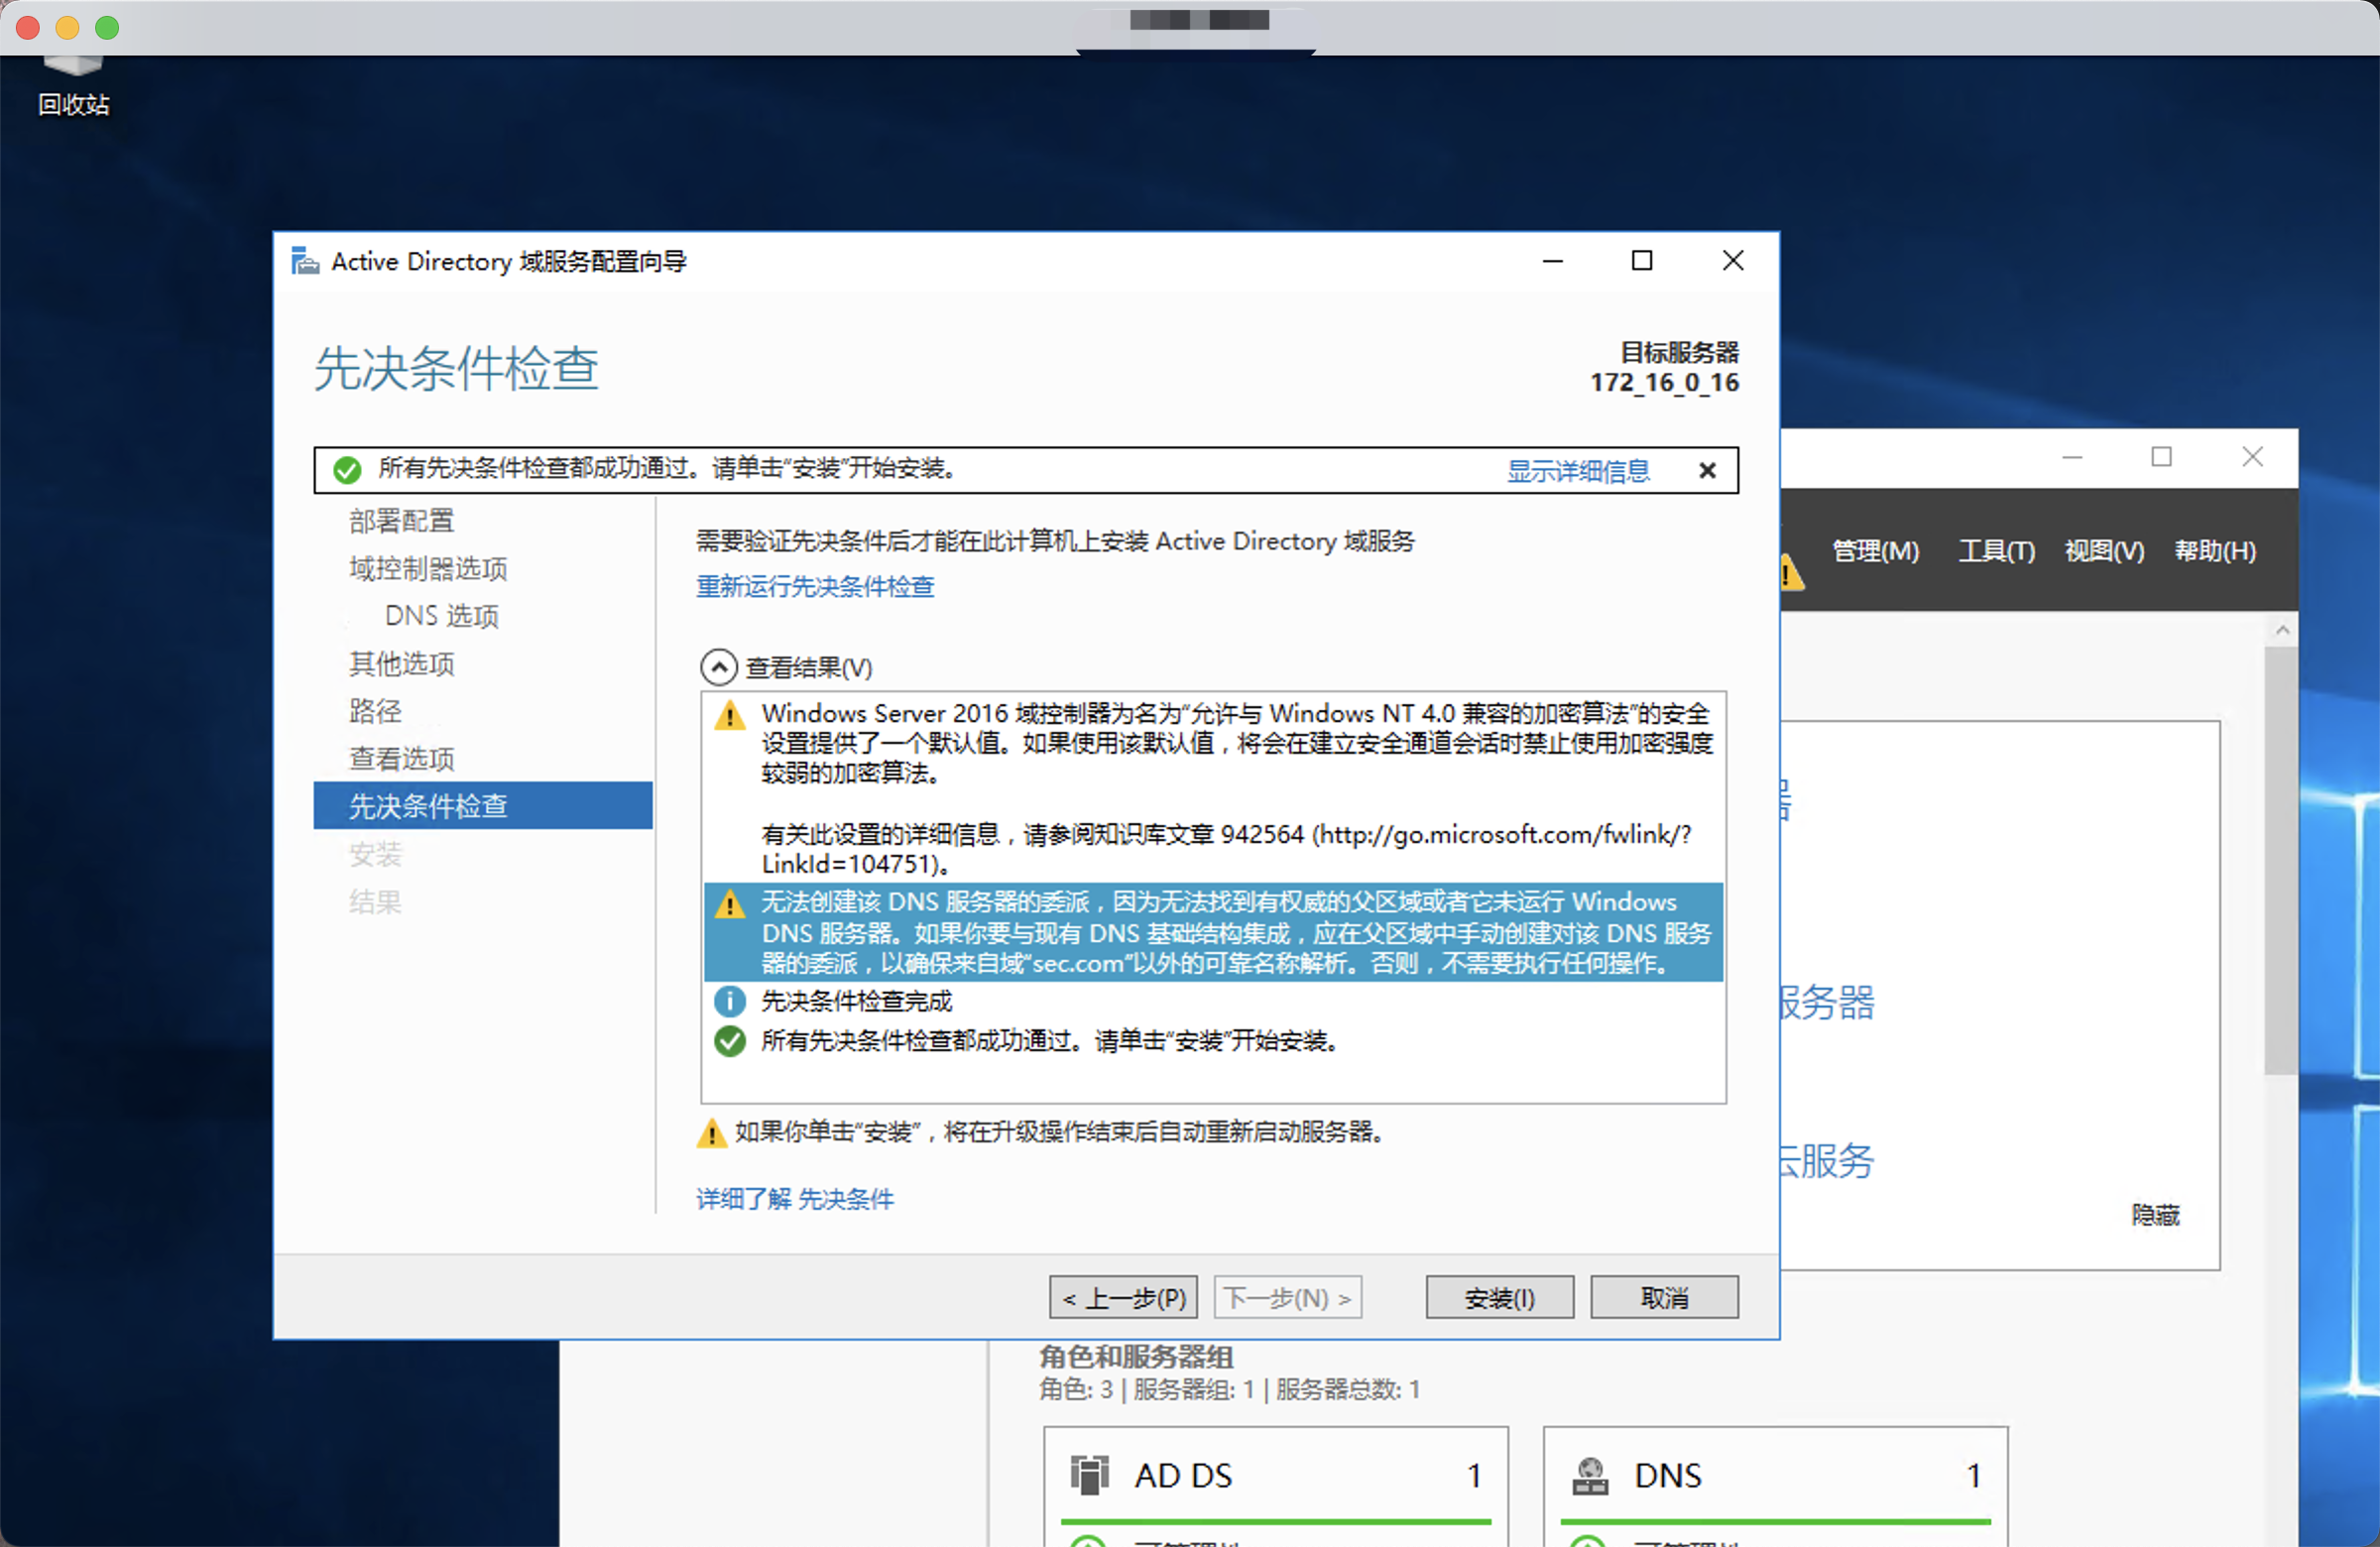 回收站
Active Directory 域服务配置向导
先决条件检查
目标服务器
172_16_0_16
所有先决条件检查都成功通过。请单击“安装”开始安装。
显示详细信息
部署配置
域控制器选项
DNS 选项
其他选项
路径
查看选项
先决条件检查
安装
结果
需要验证先决条件后才能在此计算机上安装 Active Directory 域服务
重新运行先决条件检查
查看结果(V)
Windows Server 2016 域控制器为名为“允许与 Windows NT 4.0 兼容的加密算法”的安全
设置提供了一个默认值。如果使用该默认值，将会在建立安全通道会话时禁止使用加密强度
较弱的加密算法。
有关此设置的详细信息，请参阅知识库文章 942564 (http://go.microsoft.com/fwlink/?
LinkId=104751)。
无法创建该 DNS 服务器的委派，因为无法找到有权威的父区域或者它未运行 Windows
DNS 服务器。如果你要与现有 DNS 基础结构集成，应在父区域中手动创建对该 DNS 服务
器的委派，以确保来自域“sec.com”以外的可靠名称解析。否则，不需要执行任何操作。
先决条件检查完成
所有先决条件检查都成功通过。请单击“安装”开始安装。
如果你单击“安装”，将在升级操作结束后自动重新启动服务器。
详细了解 先决条件
< 上一步(P)
下一步(N) >
安装(I)
取消
管理(M) 工具(T) 视图(V) 帮助(H)
服务器
云服务
隐藏
角色和服务器组
角色: 3 | 服务器组: 1 | 服务器总数: 1
AD DS 1
DNS 1